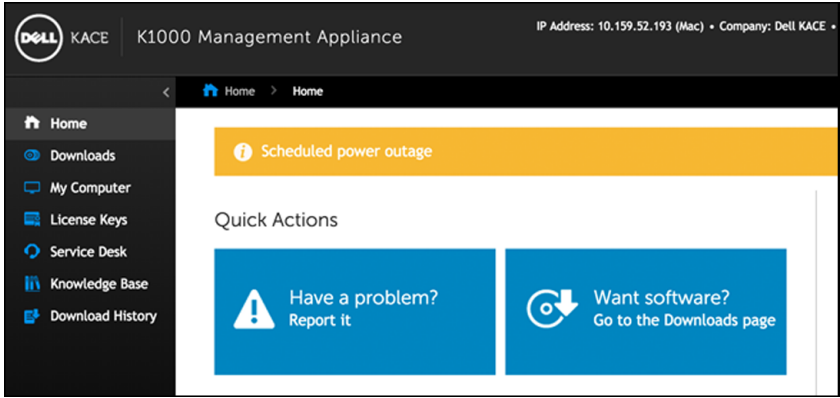 DELL KACE K1000 Management Appliance
IP Address: 10.159.52.193 (Mac) • Company: Dell KACE •
Home > Home
Home
Downloads
My Computer
License Keys
Service Desk
Knowledge Base
Download History
Scheduled power outage
Quick Actions
Have a problem?
Report it
Want software?
Go to the Downloads page